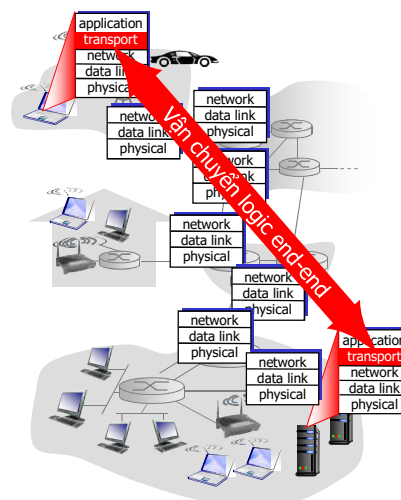 application
transport
network
data link
physical
network
data link
physical
network
data link
physical
network
data link
physical
Vận chuyển logic end-end
network
data link
physical
network
data link
physical
network
data link
physical
network
data link
physical
application
transport
network
data link
physical